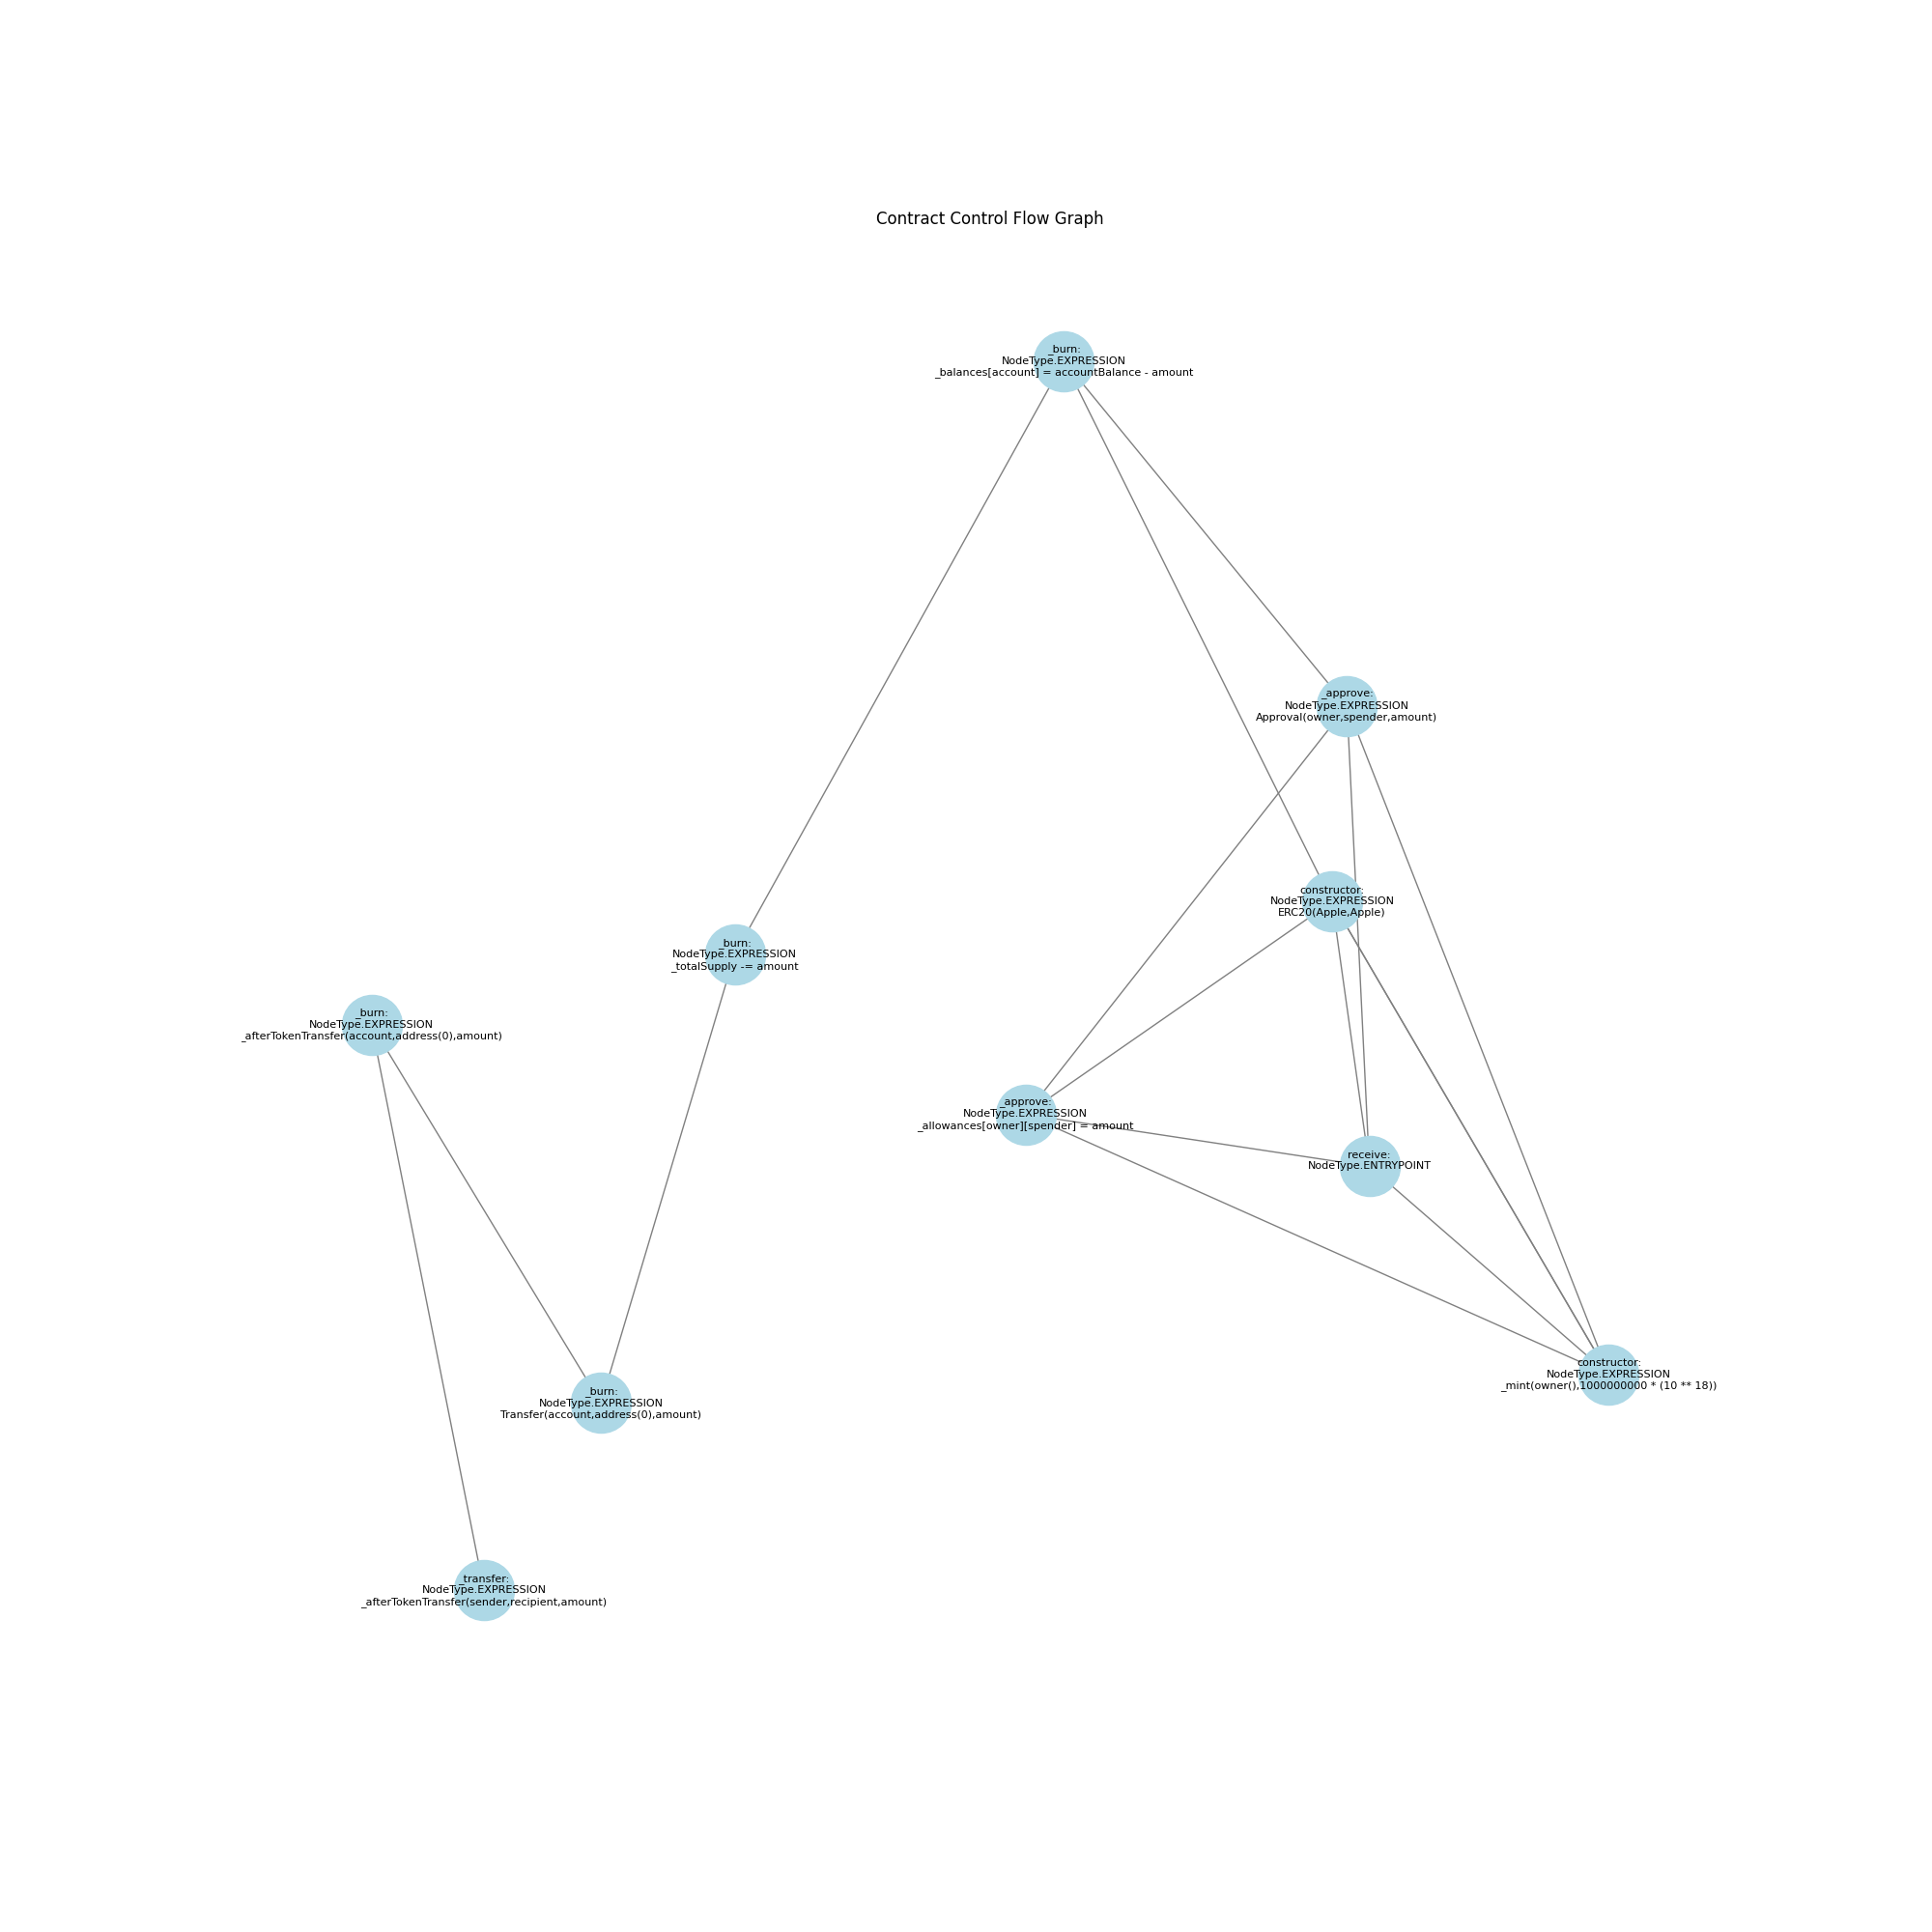 Contract Control Flow Graph
_burn:
NodeType.EXPRESSION
_balances[account] = accountBalance - amount
_approve:
NodeType.EXPRESSION
Approval(owner,spender,amount)
constructor:
NodeType.EXPRESSION
ERC20(Apple,Apple)
_burn:
NodeType.EXPRESSION
_totalSupply -= amount
_burn:
NodeType.EXPRESSION
_afterTokenTransfer(account,address(0),amount)
_approve:
NodeType.EXPRESSION
_allowances[owner][spender] = amount
receive:
NodeType.ENTRYPOINT
constructor:
NodeType.EXPRESSION
_mint(owner(),1000000000 * (10 ** 18))
_burn:
NodeType.EXPRESSION
Transfer(account,address(0),amount)
_transfer:
NodeType.EXPRESSION
_afterTokenTransfer(sender,recipient,amount)